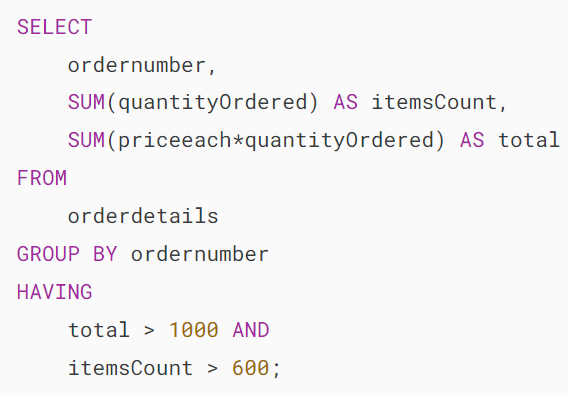 SELECT
    ordernumber,
    SUM(quantityOrdered) AS itemsCount,
    SUM(priceeach*quantityOrdered) AS total
FROM
    orderdetails
GROUP BY ordernumber
HAVING
    total > 1000 AND
    itemsCount > 600;